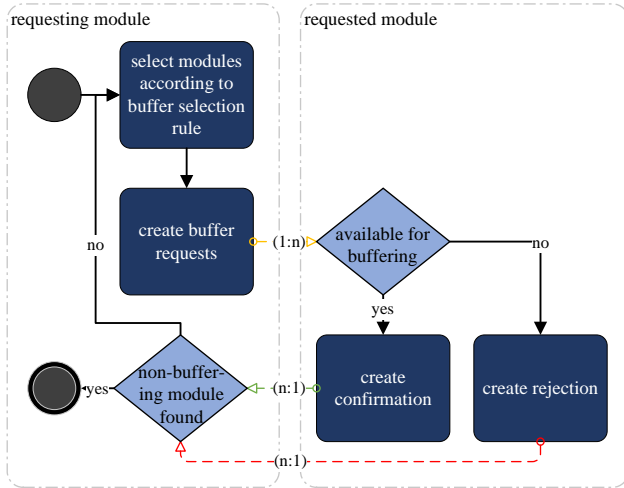 requesting module
requested module
select modules
according to
buffer selection
rule
create buffer
requests
(1:n)
available for
buffering
no
no
yes
non-buffer-
ing module
found
yes
(n:1)
create
confirmation
create rejection
(n:1)